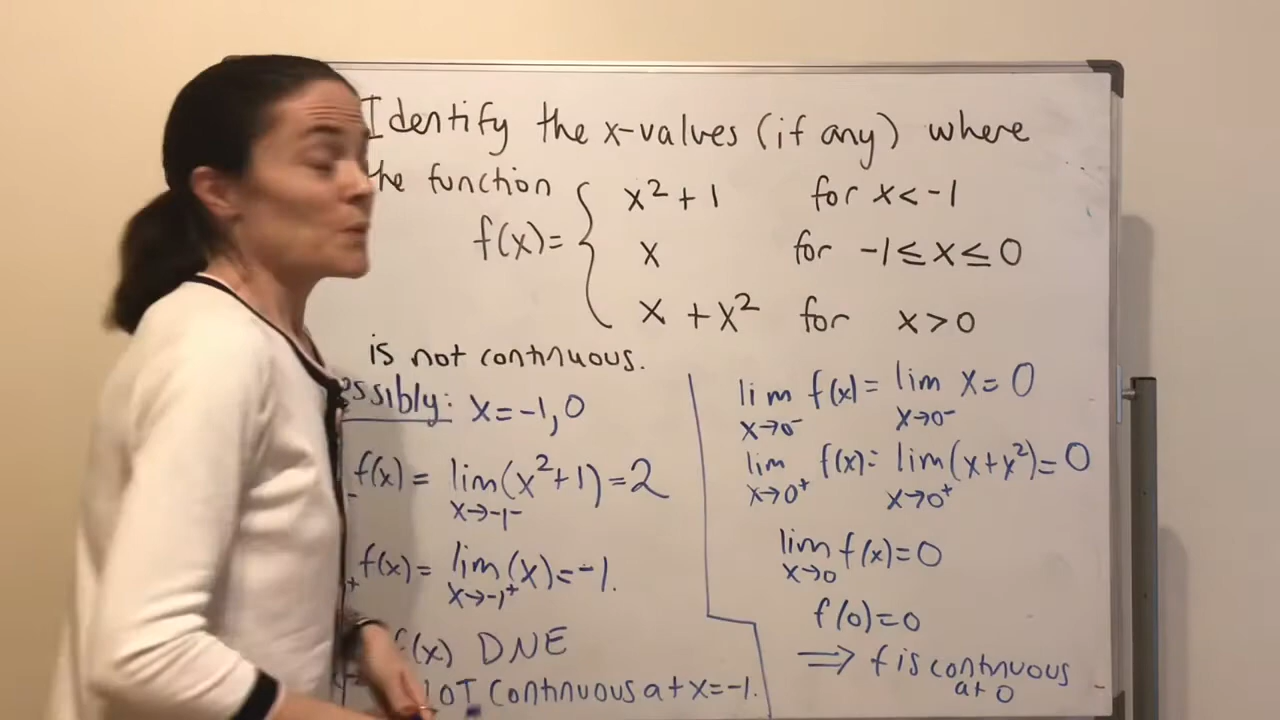 Identify the x-values (if any) where
the function
f(x)= { x² + 1 for x < -1
x for -1 ≤ x ≤ 0
x + x² for x > 0
is not continuous.
x = -1, 0
f(x) = lim (x² + 1) = 2
x→-1⁻
f(x) = lim (x) = -1.
x→-1⁺
f(x) DNE
continuous at x = -1.
lim f(x) = lim x = 0
x→0⁻ x→0⁻
lim f(x) = lim (x + x²) = 0
x→0⁺ x→0⁺
lim f(x) = 0
x→0
f(0) = 0
⟹ f is continuous
at 0